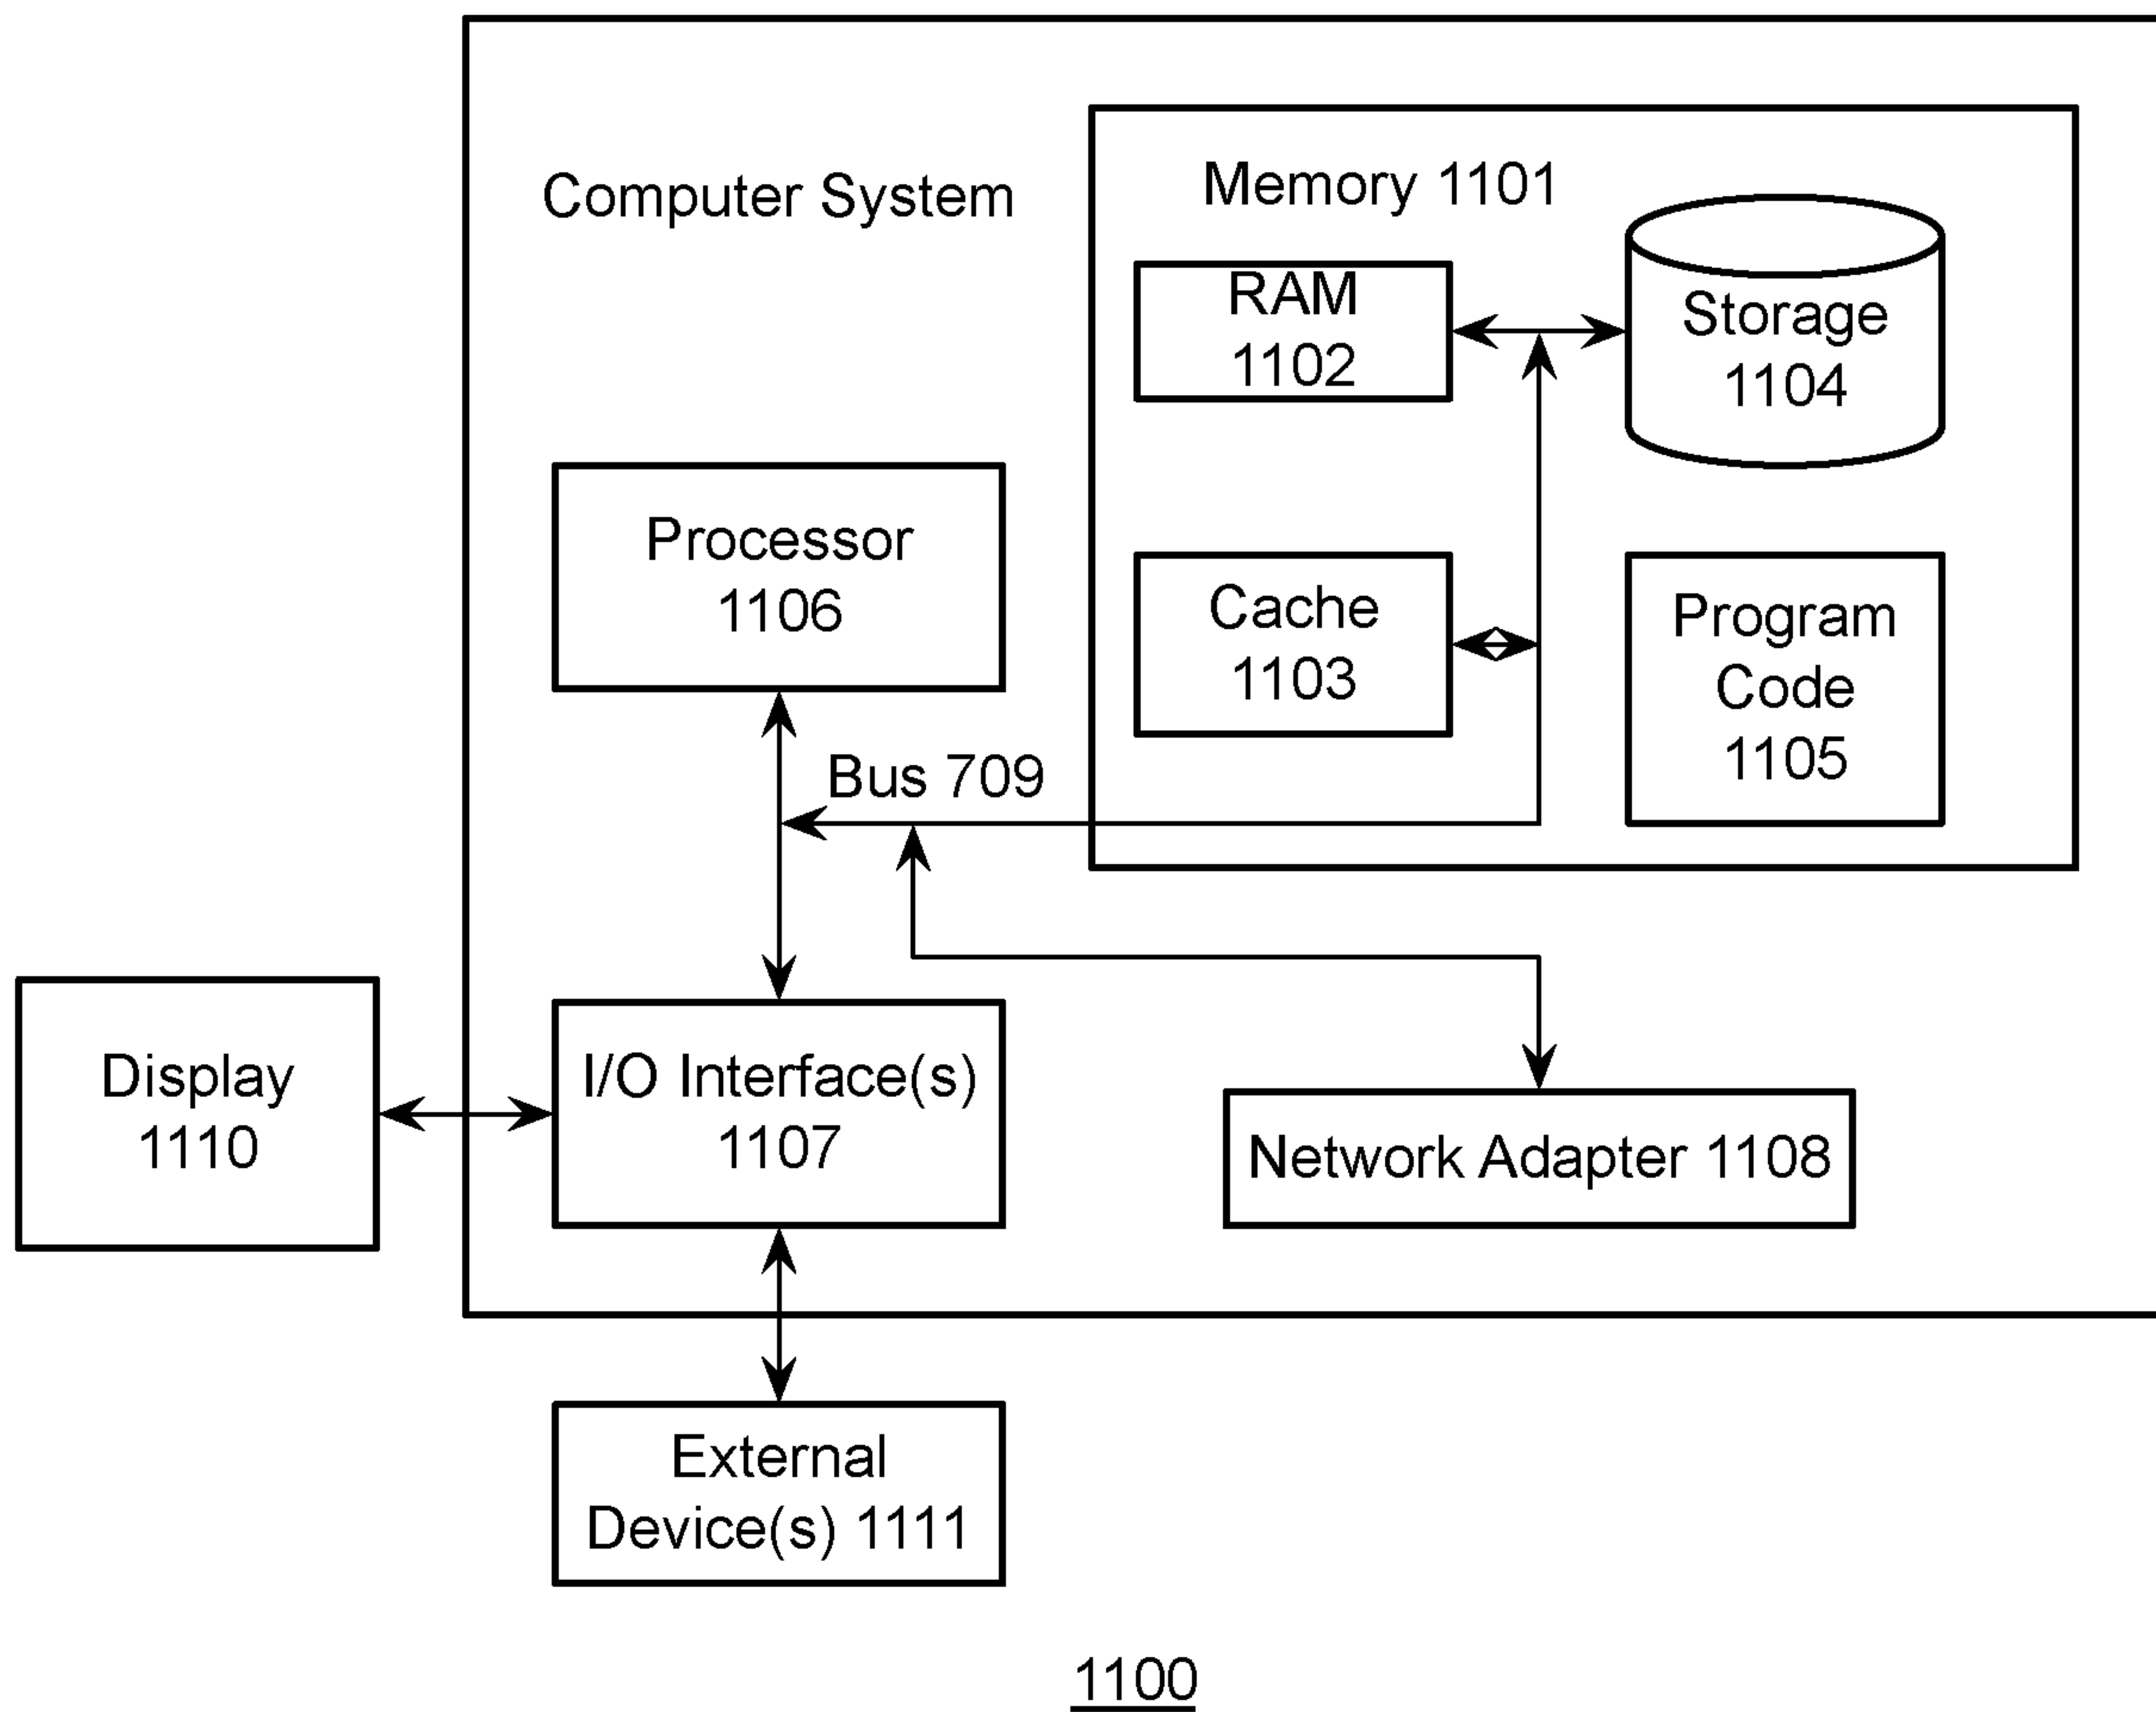 Computer System
Memory 1101
RAM
1102
Storage
1104
Processor
1106
Cache
1103
Program
Code
1105
Bus 709
Display
1110
I/O Interface(s)
1107
Network Adapter 1108
External
Device(s) 1111
1100